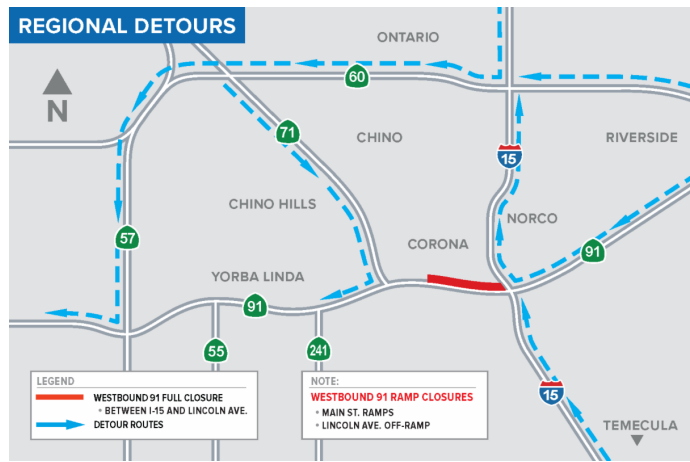 REGIONAL DETOURS
ONTARIO
60
N
71
CHINO
RIVERSIDE
15
CHINO HILLS
NORCO
57
CORONA
91
YORBA LINDA
91
55
241
15
TEMECULA
LEGEND
WESTBOUND 91 FULL CLOSURE
• BETWEEN I-15 AND LINCOLN AVE.
DETOUR ROUTES
NOTE:
WESTBOUND 91 RAMP CLOSURES
• MAIN ST. RAMPS
• LINCOLN AVE. OFF-RAMP